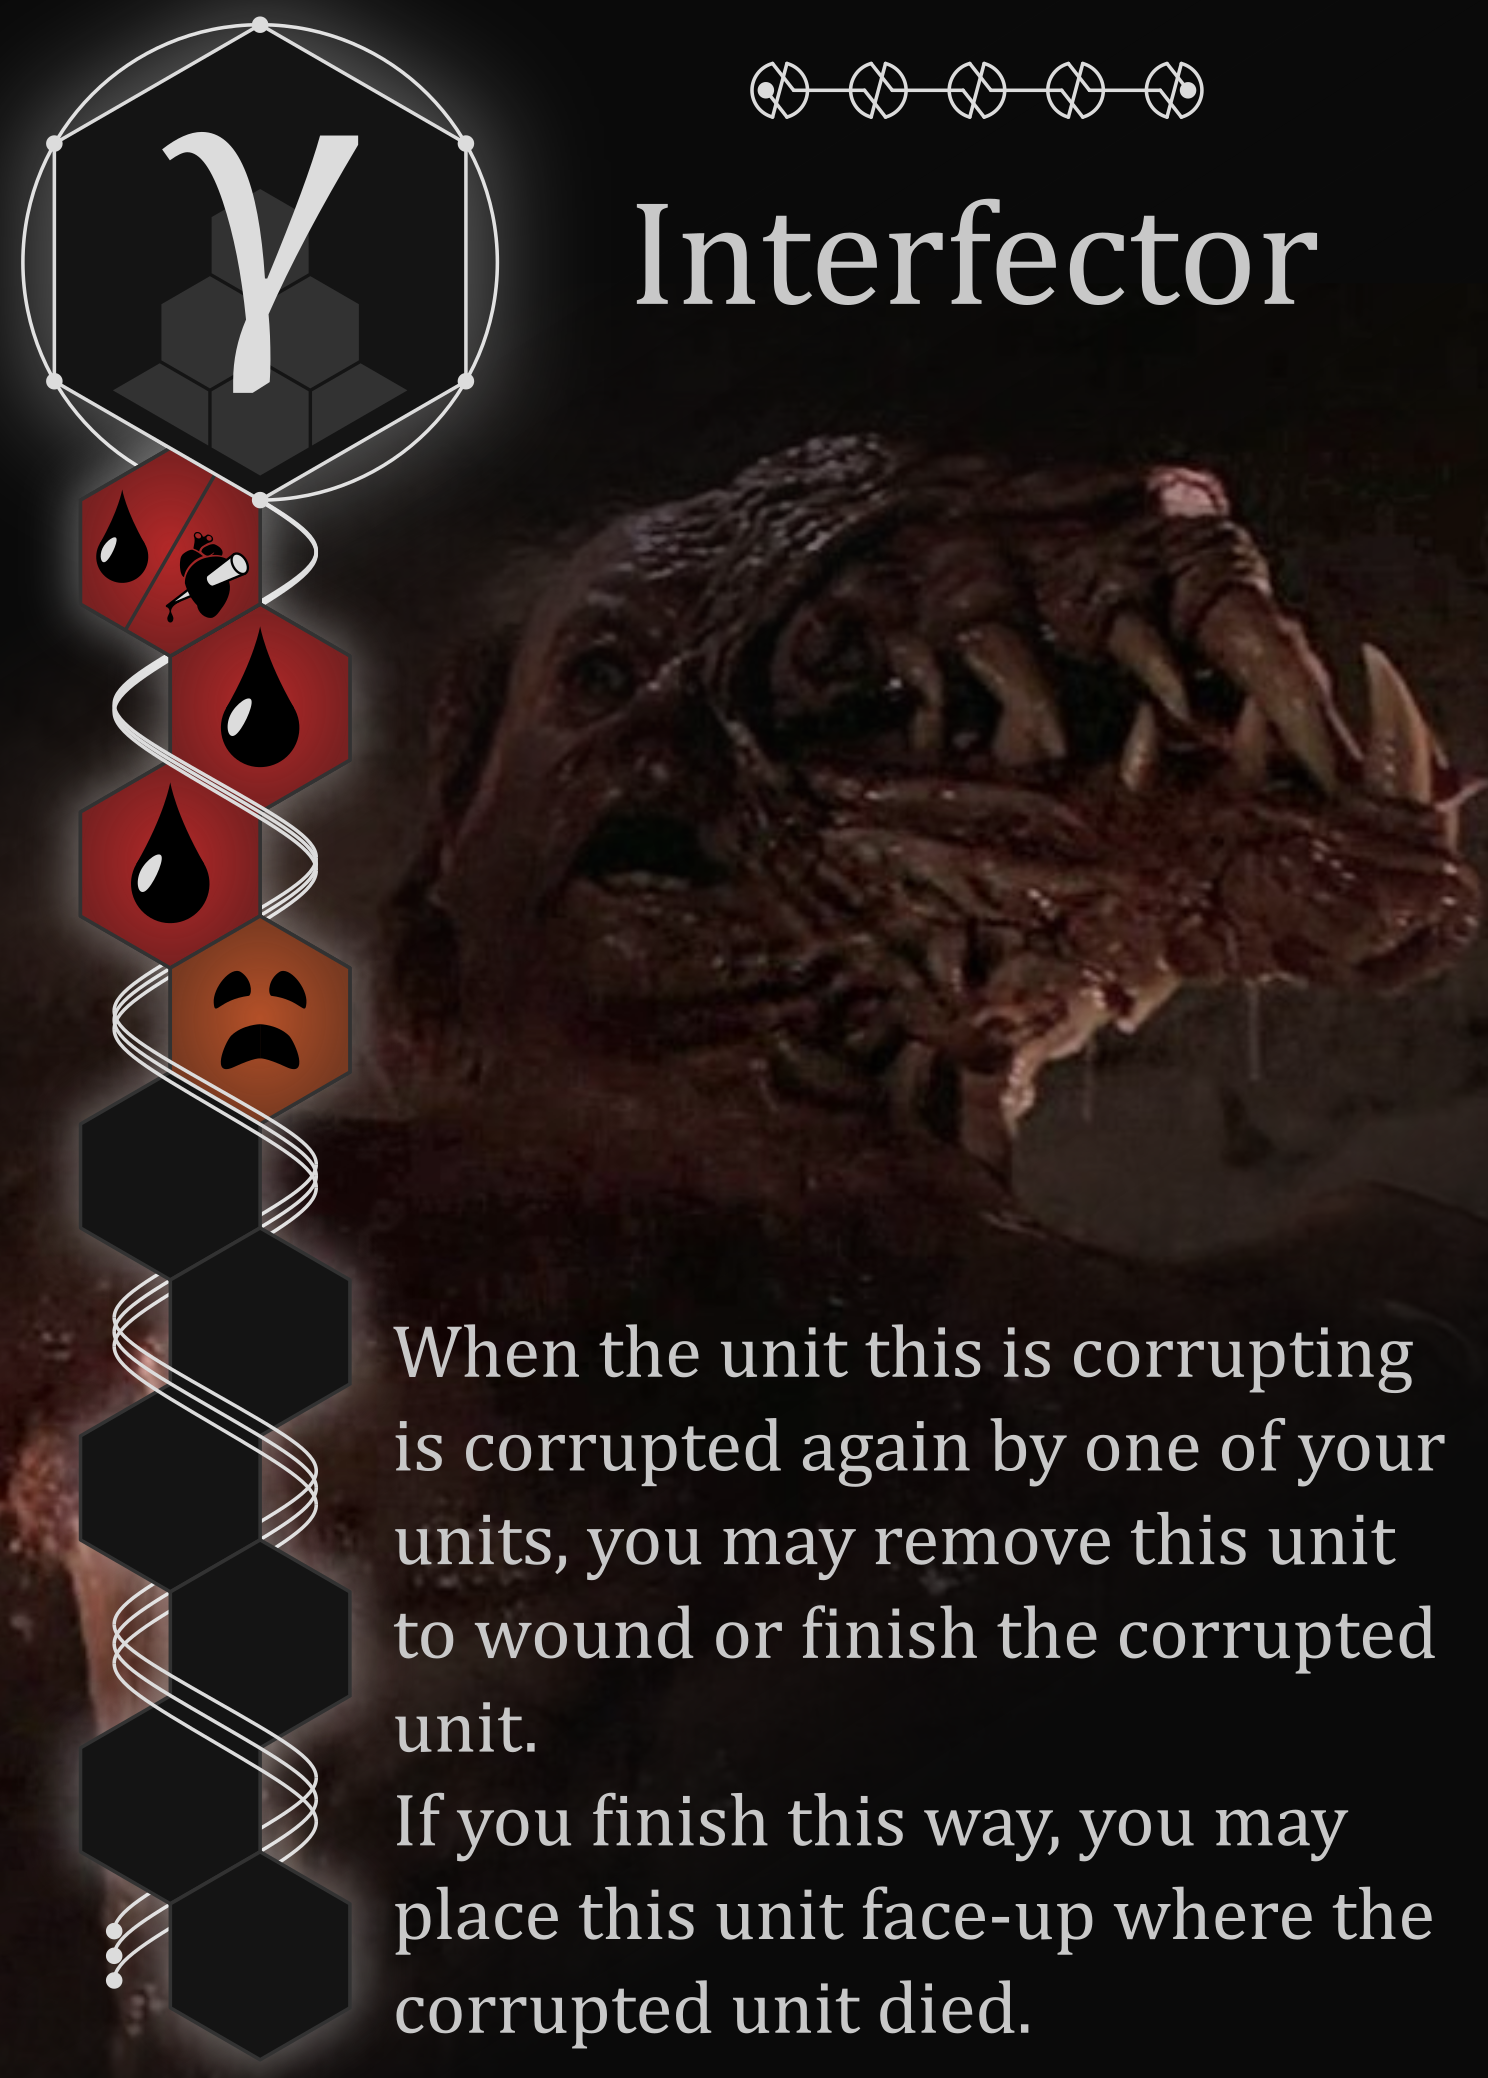 γ
Interfector
When the unit this is corrupting
is corrupted again by one of your
units, you may remove this unit
to wound or finish the corrupted
unit.
If you finish this way, you may
place this unit face-up where the
corrupted unit died.